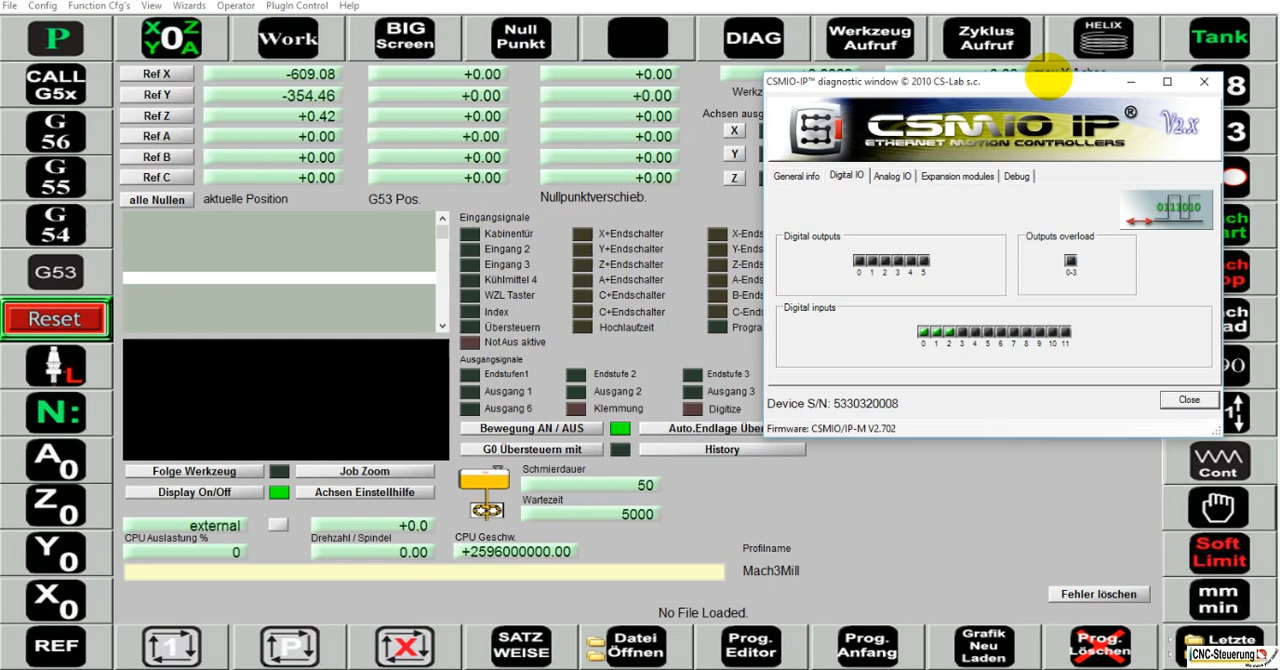 File Config Function Cfg's View Wizards Operator PlugIn Control Help
P
X 0 Z
Y A
Work
BIG Screen
Null Punkt
DIAG
Werkzeug Aufruf
Zyklus Aufruf
HELIX
Tank
CALL G5x
G 56
G 55
G 54
G53
Reset
L
N:
A0
Z0
Y0
X0
REF
Ref X -609.08 +0.00 +0.00
Ref Y -354.46 +0.00 +0.00
Ref Z +0.42 +0.00 +0.00
Ref A +0.00 +0.00 +0.00
Ref B +0.00 +0.00 +0.00
Ref C +0.00 +0.00 +0.00
alle Nullen aktuelle Position G53 Pos. Nullpunktverschieb.
Achsen
X
Y
Z
Eingangsignale
Kabinentür X+Endschalter
Eingang 2 Y+Endschalter
Eingang 3 Z+Endschalter
Kühlmittel 4 A+Endschalter
WZL Taster C+Endschalter
Index C+Endschalter
Übersteuern Hochlaufzeit
NotAus aktive
Ausgangsignale
Endstufen1 Endstufe 2 Endstufe 3
Ausgang 1 Ausgang 2 Ausgang 3
Ausgang 6 Klemmung Digitize
Bewegung AN / AUS
G0 Übersteuern mit History
Folge Werkzeug Job Zoom
Display On/Off Achsen Einstellhilfe
Schmierdauer
50
Wartezeit
5000
external +0.0
CPU Auslastung % Drehzahl / Spindel CPU Geschw.
0 0.00 +2596000000.00
Profilname
Mach3Mill
Fehler löschen
No File Loaded.
CSMIO-IP™ diagnostic window © 2010 CS-Lab s.c.
CSMIO IP ® V2.x
ETHERNET MOTION CONTROLLERS
General info Digital IO Analog IO Expansion modules Debug
0111010
Digital outputs Outputs overload
0 1 2 3 4 5 0-3
Digital inputs
0 1 2 3 4 5 6 7 8 9 10 11
Device S/N: 5330320008
Close
Firmware: CSMIO/IP-M V2.702
8
3
Cont
Soft Limit
mm min
1
P
X
SATZ WEISE
Datei Öffnen
Prog. Editor
Prog. Anfang
Grafik Neu Laden
Prog. Löschen
Letzte
CNC-Steuerung